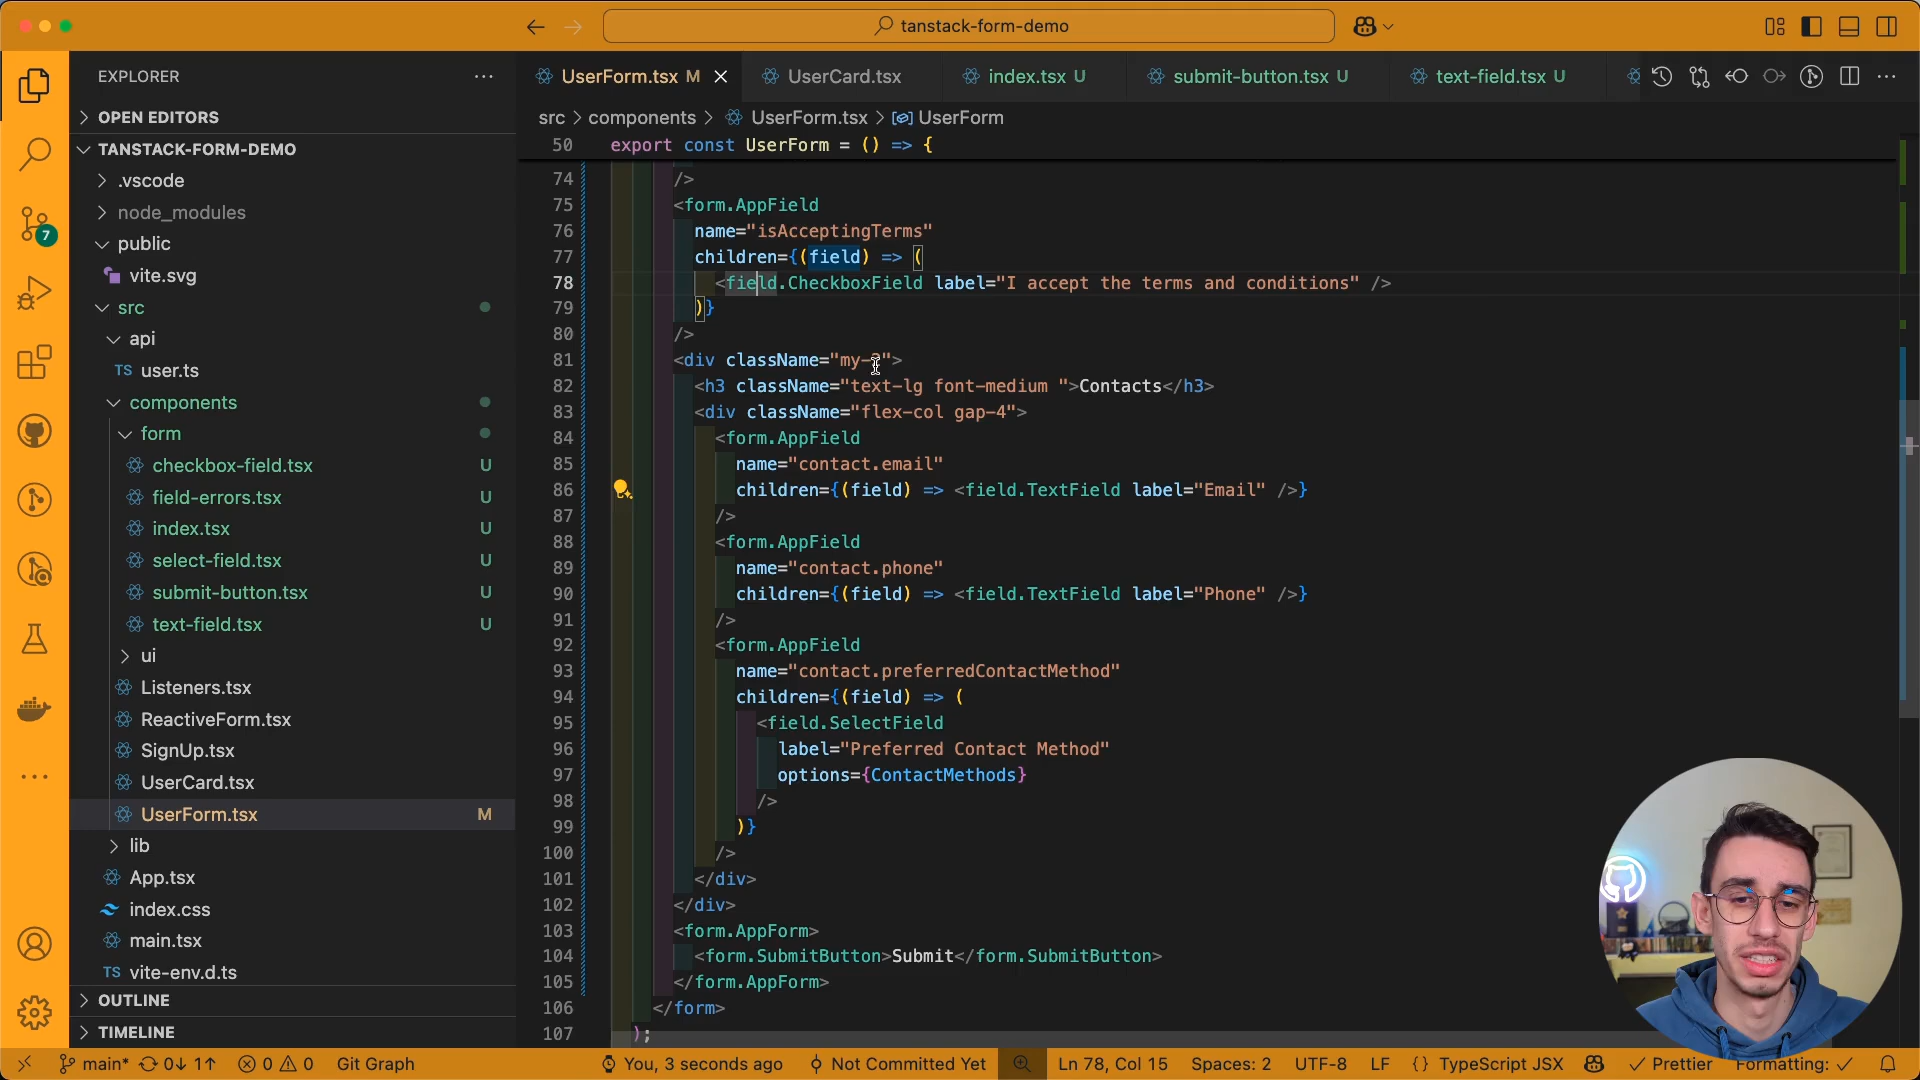 tanstack-form-demo
EXPLORER
OPEN EDITORS
TANSTACK-FORM-DEMO
.vscode
node_modules
public
vite.svg
src
api
TS user.ts
components
form
checkbox-field.tsx U
field-errors.tsx U
index.tsx U
select-field.tsx U
submit-button.tsx U
text-field.tsx U
ui
Listeners.tsx
ReactiveForm.tsx
SignUp.tsx
UserCard.tsx
UserForm.tsx M
lib
App.tsx
index.css
main.tsx
TS vite-env.d.ts
OUTLINE
TIMELINE
7
UserForm.tsx M UserCard.tsx index.tsx U submit-button.tsx U text-field.tsx U
src > components > UserForm.tsx > UserForm
50 export const UserForm = () => {
74 />
75 <form.AppField
76 name="isAcceptingTerms"
77 children={(field) => (
78 <field.CheckboxField label="I accept the terms and conditions" />
79 )}
80 />
81 <div className="my-">
82 <h3 className="text-lg font-medium ">Contacts</h3>
83 <div className="flex-col gap-4">
84 <form.AppField
85 name="contact.email"
86 children={(field) => <field.TextField label="Email" />}
87 />
88 <form.AppField
89 name="contact.phone"
90 children={(field) => <field.TextField label="Phone" />}
91 />
92 <form.AppField
93 name="contact.preferredContactMethod"
94 children={(field) => (
95 <field.SelectField
96 label="Preferred Contact Method"
97 options={ContactMethods}
98 />
99 )}
100 />
101 </div>
102 </div>
103 <form.AppForm>
104 <form.SubmitButton>Submit</form.SubmitButton>
105 </form.AppForm>
106 </form>
107 );
main* 0↓ 1↑ 0 0 Git Graph You, 3 seconds ago Not Committed Yet Ln 78, Col 15 Spaces: 2 UTF-8 LF {} TypeScript JSX Prettier Formatting: